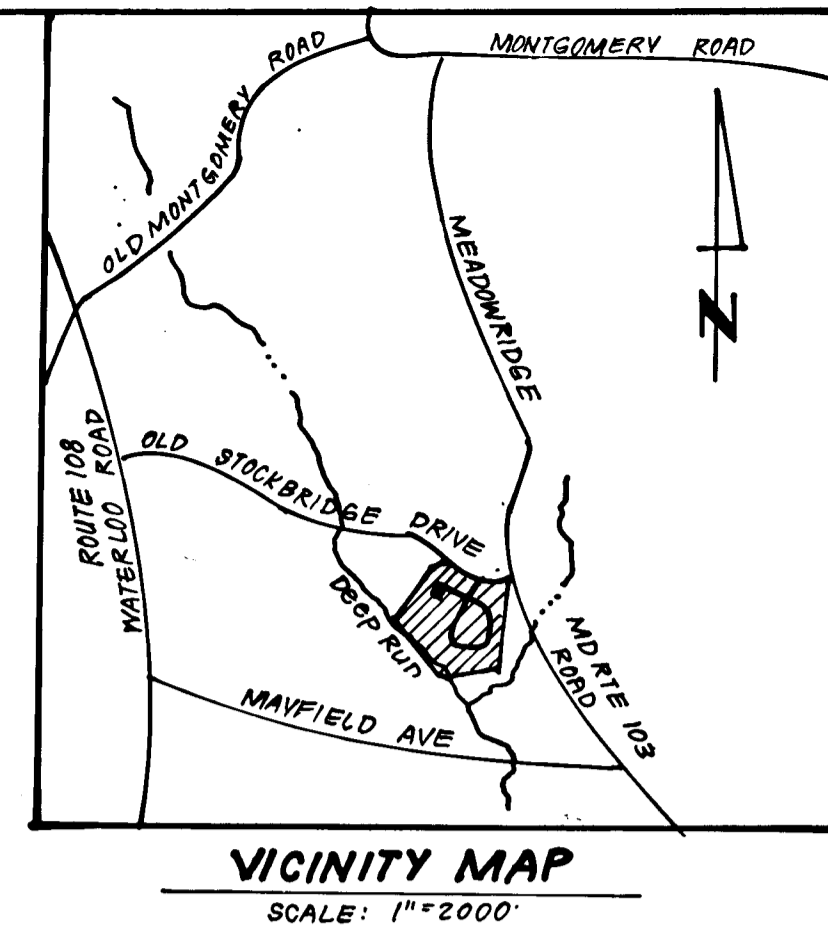 MONTGOMERY ROAD
OLD MONTGOMERY ROAD
MEADOWRIDGE
N
ROUTE 108
WATERLOO ROAD
OLD STOCKBRIDGE DRIVE
Deep Run
MD RTE 103
ROAD
MAYFIELD AVE
VICINITY MAP
SCALE: 1"=2000'